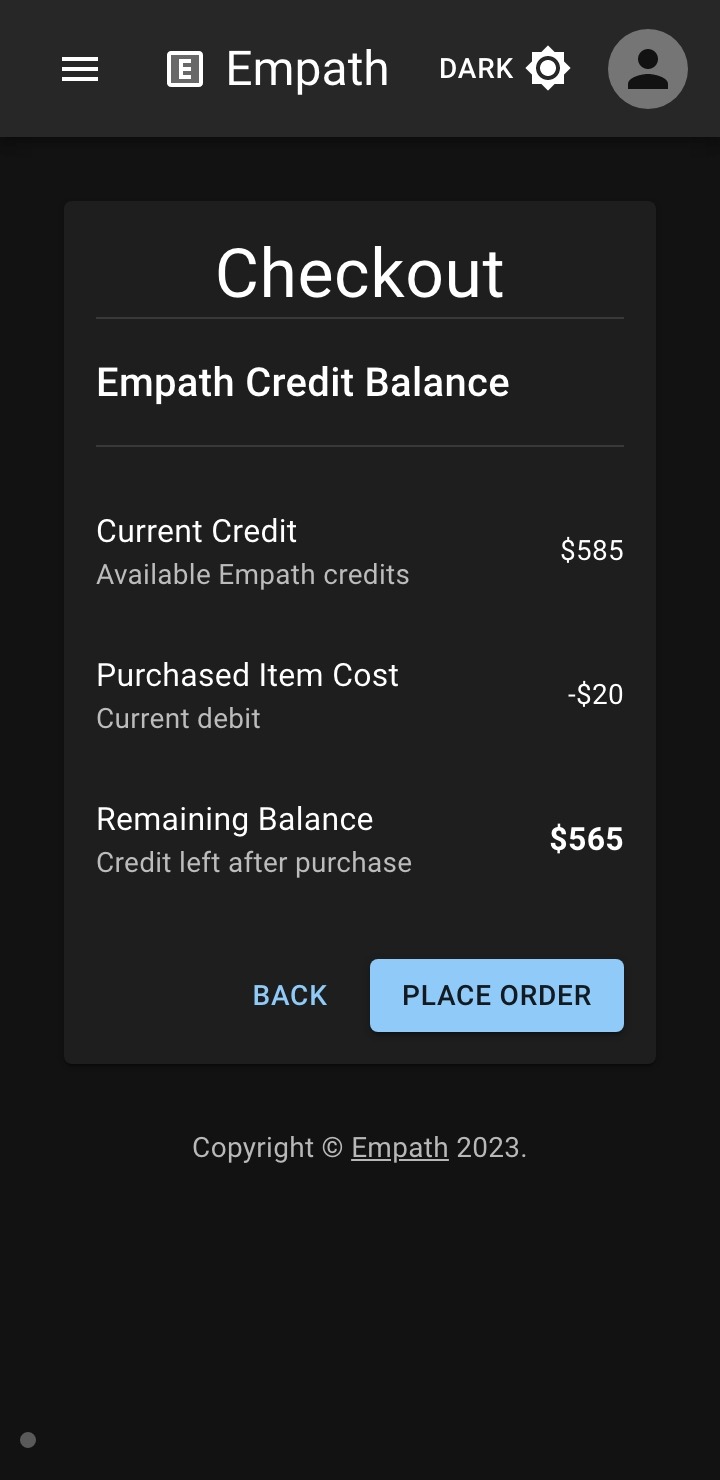 E Empath DARK
Checkout
Empath Credit Balance
Current Credit
Available Empath credits
$585
Purchased Item Cost
Current debit
-$20
Remaining Balance
Credit left after purchase
$565
BACK PLACE ORDER
Copyright © Empath 2023.